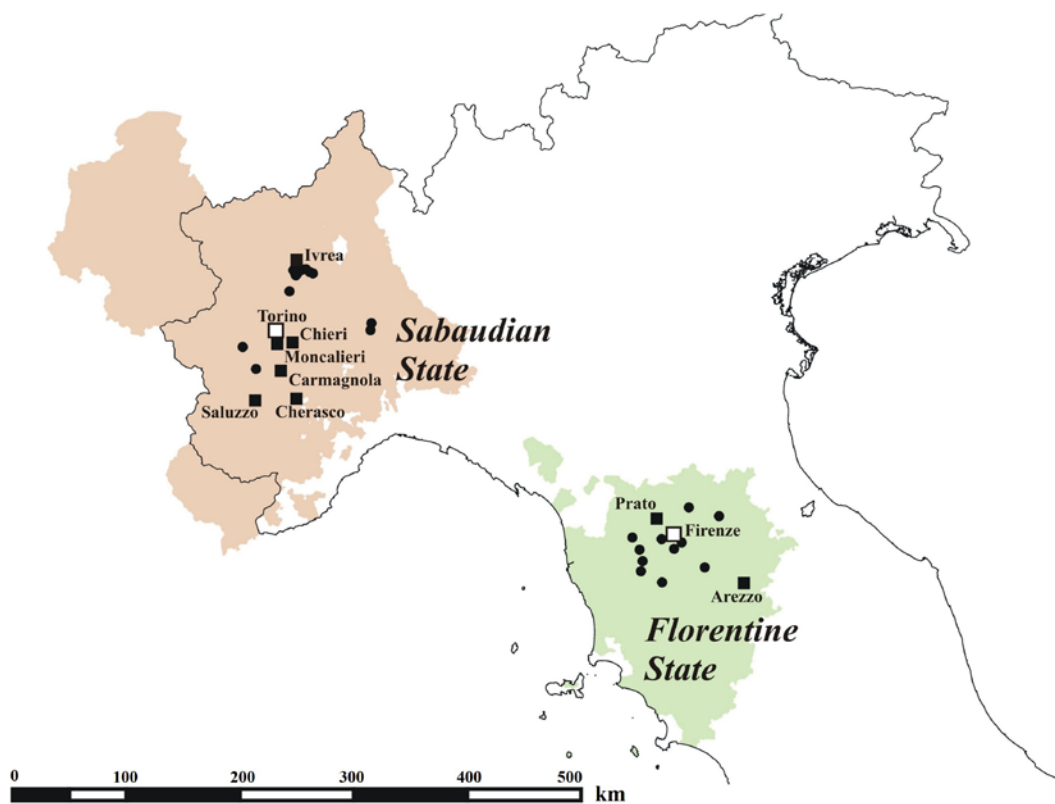 Ivrea
Torino
Chieri
Moncalieri
Carmagnola
Saluzzo
Cherasco
Sabaudian
State
Prato
Firenze
Arezzo
Florentine
State
0 100 200 300 400 500
km